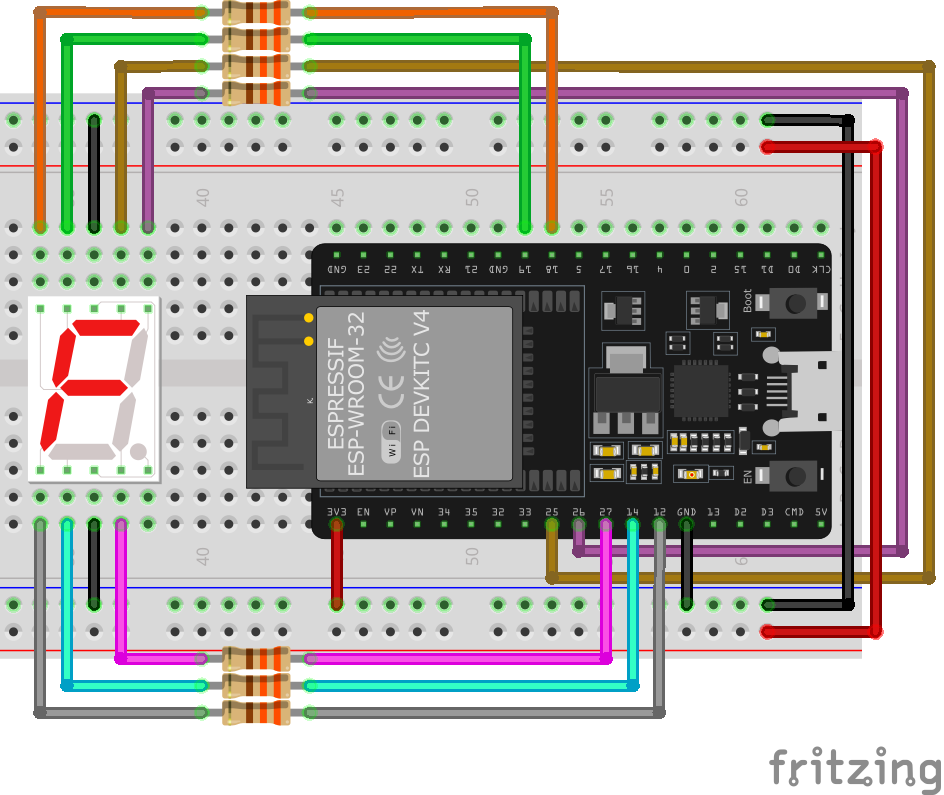 40
45
50
55
60
GND 23 22 TX RX 21 GND 19 18 5 17 16 4 0 2 15 D1 D0 CLK
Boot
ESPRESSIF
ESP-WROOM-32
Wi Fi
CE
ESP DEVKITC V4
K.
EN
3V3 EN VP VN 34 35 32 33 25 26 27 14 12 GND 13 D2 D3 CMD 5V
40
50
6
fritzing